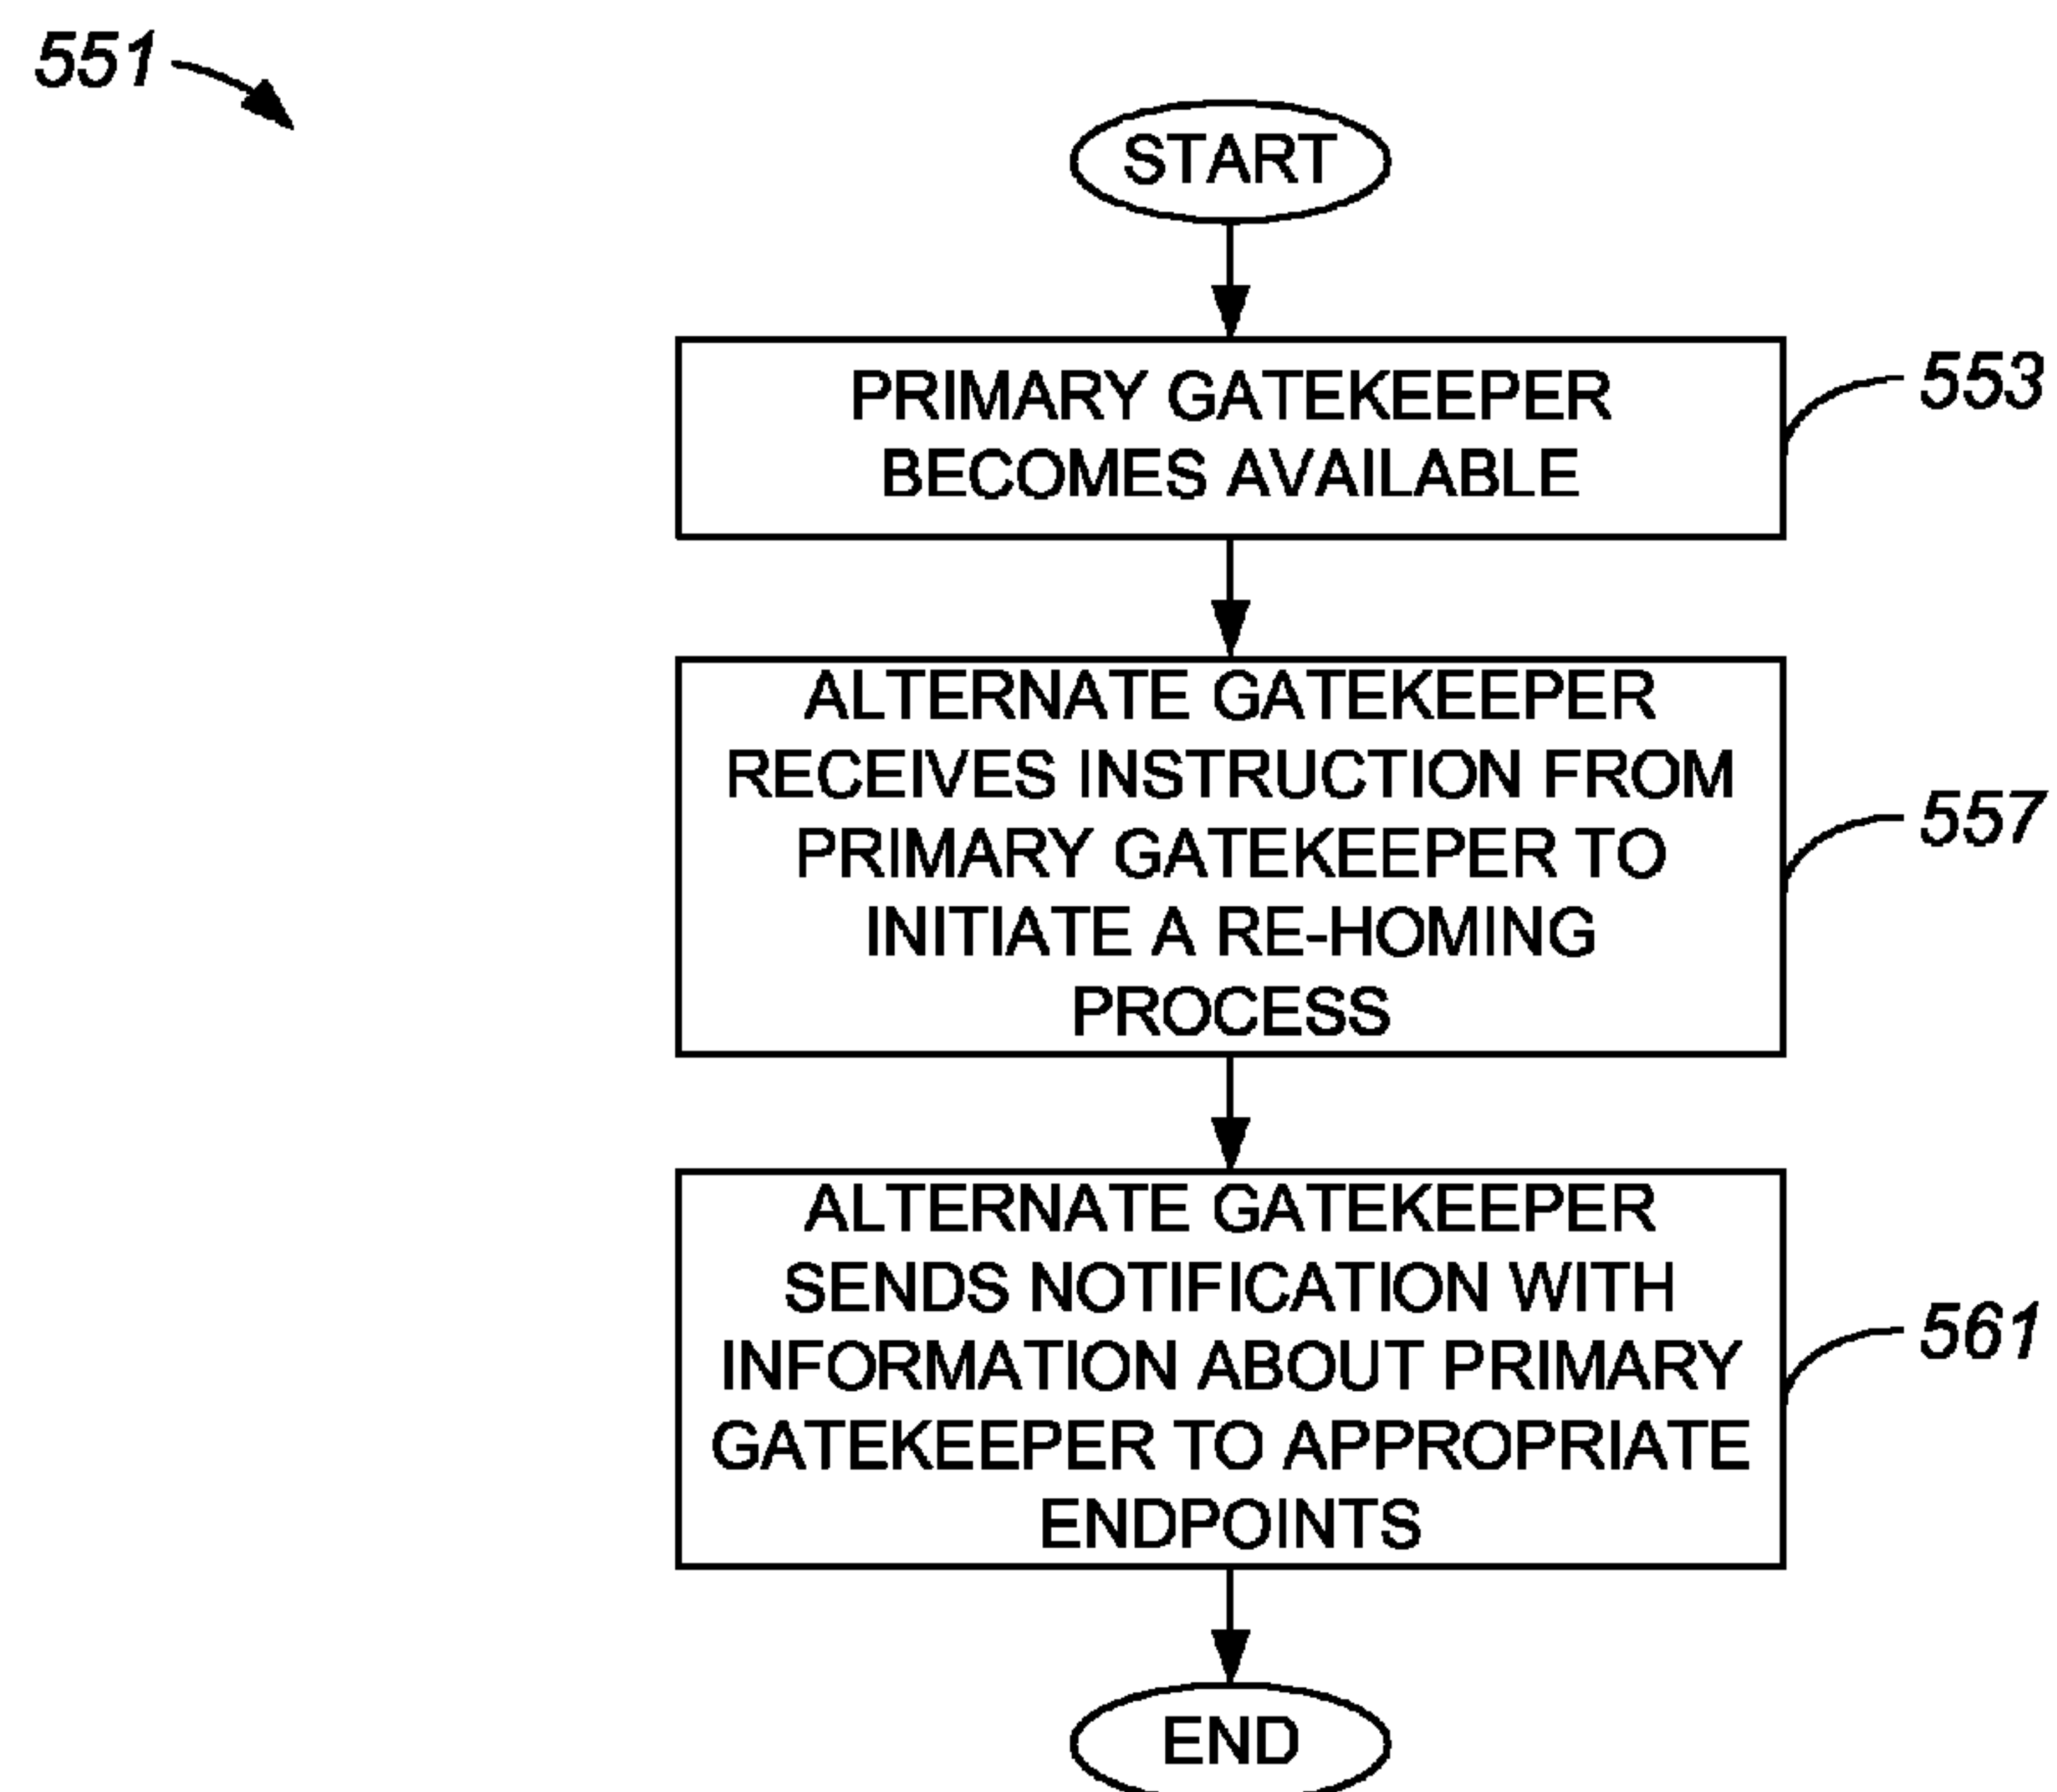 551
START
PRIMARY GATEKEEPER
BECOMES AVAILABLE
553
ALTERNATE GATEKEEPER
RECEIVES INSTRUCTION FROM
PRIMARY GATEKEEPER TO
INITIATE A RE-HOMING
PROCESS
557
ALTERNATE GATEKEEPER
SENDS NOTIFICATION WITH
INFORMATION ABOUT PRIMARY
GATEKEEPER TO APPROPRIATE
ENDPOINTS
561
END